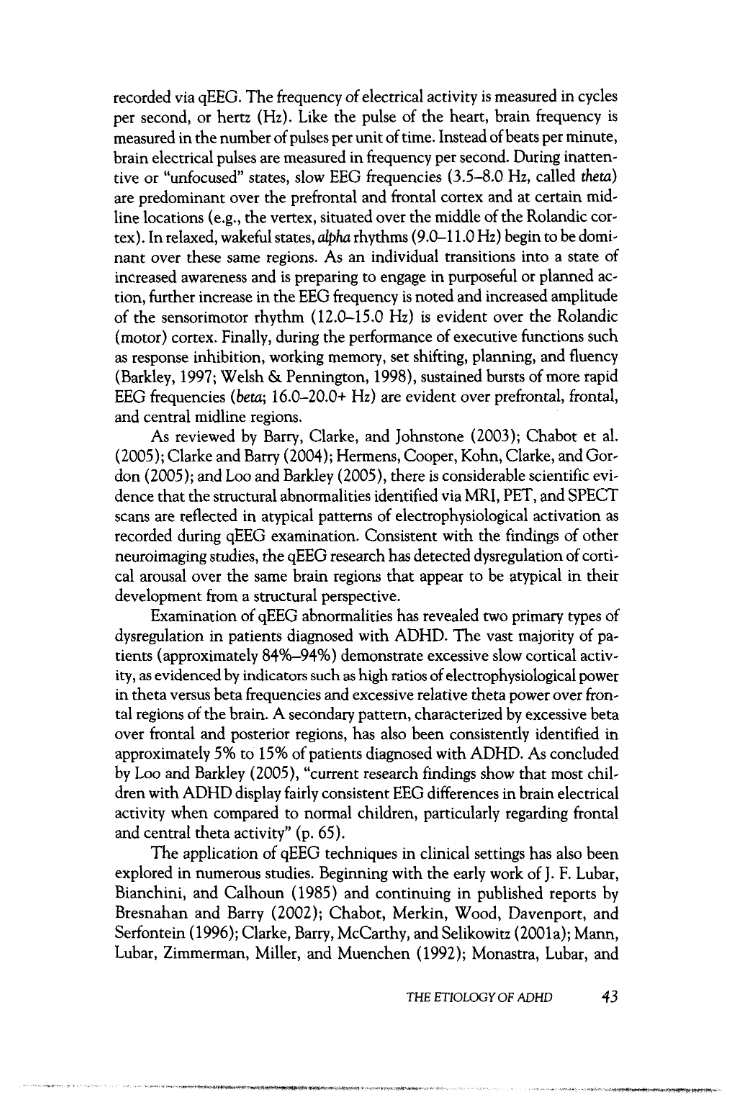 recorded via qEEG. The frequency of electrical activity is measured in cycles
per second, or hertz (Hz). Like the pulse of the heart, brain frequency is
measured in the number of pulses per unit of time. Instead of beats per minute,
brain electrical pulses are measured in frequency per second. During inatten-
tive or “unfocused” states, slow EEG frequencies (3.5–8.0 Hz, called theta)
are predominant over the prefrontal and frontal cortex and at certain mid-
line locations (e.g., the vertex, situated over the middle of the Rolandic cor-
tex). In relaxed, wakeful states, alpha rhythms (9.0–11.0 Hz) begin to be domi-
nant over these same regions. As an individual transitions into a state of
increased awareness and is preparing to engage in purposeful or planned ac-
tion, further increase in the EEG frequency is noted and increased amplitude
of the sensorimotor rhythm (12.0–15.0 Hz) is evident over the Rolandic
(motor) cortex. Finally, during the performance of executive functions such
as response inhibition, working memory, set shifting, planning, and fluency
(Barkley, 1997; Welsh & Pennington, 1998), sustained bursts of more rapid
EEG frequencies (beta; 16.0–20.0+ Hz) are evident over prefrontal, frontal,
and central midline regions.
As reviewed by Barry, Clarke, and Johnstone (2003); Chabot et al.
(2005); Clarke and Barry (2004); Hermens, Cooper, Kohn, Clarke, and Gor-
don (2005); and Loo and Barkley (2005), there is considerable scientific evi-
dence that the structural abnormalities identified via MRI, PET, and SPECT
scans are reflected in atypical patterns of electrophysiological activation as
recorded during qEEG examination. Consistent with the findings of other
neuroimaging studies, the qEEG research has detected dysregulation of corti-
cal arousal over the same brain regions that appear to be atypical in their
development from a structural perspective.
Examination of qEEG abnormalities has revealed two primary types of
dysregulation in patients diagnosed with ADHD. The vast majority of pa-
tients (approximately 84%–94%) demonstrate excessive slow cortical activ-
ity, as evidenced by indicators such as high ratios of electrophysiological power
in theta versus beta frequencies and excessive relative theta power over fron-
tal regions of the brain. A secondary pattern, characterized by excessive beta
over frontal and posterior regions, has also been consistently identified in
approximately 5% to 15% of patients diagnosed with ADHD. As concluded
by Loo and Barkley (2005), “current research findings show that most chil-
dren with ADHD display fairly consistent EEG differences in brain electrical
activity when compared to normal children, particularly regarding frontal
and central theta activity” (p. 65).
The application of qEEG techniques in clinical settings has also been
explored in numerous studies. Beginning with the early work of J. F. Lubar,
Bianchini, and Calhoun (1985) and continuing in published reports by
Bresnahan and Barry (2002); Chabot, Merkin, Wood, Davenport, and
Serfontein (1996); Clarke, Barry, McCarthy, and Selikowitz (2001a); Mann,
Lubar, Zimmerman, Miller, and Muenchen (1992); Monastra, Lubar, and
THE ETIOLOGY OF ADHD 43